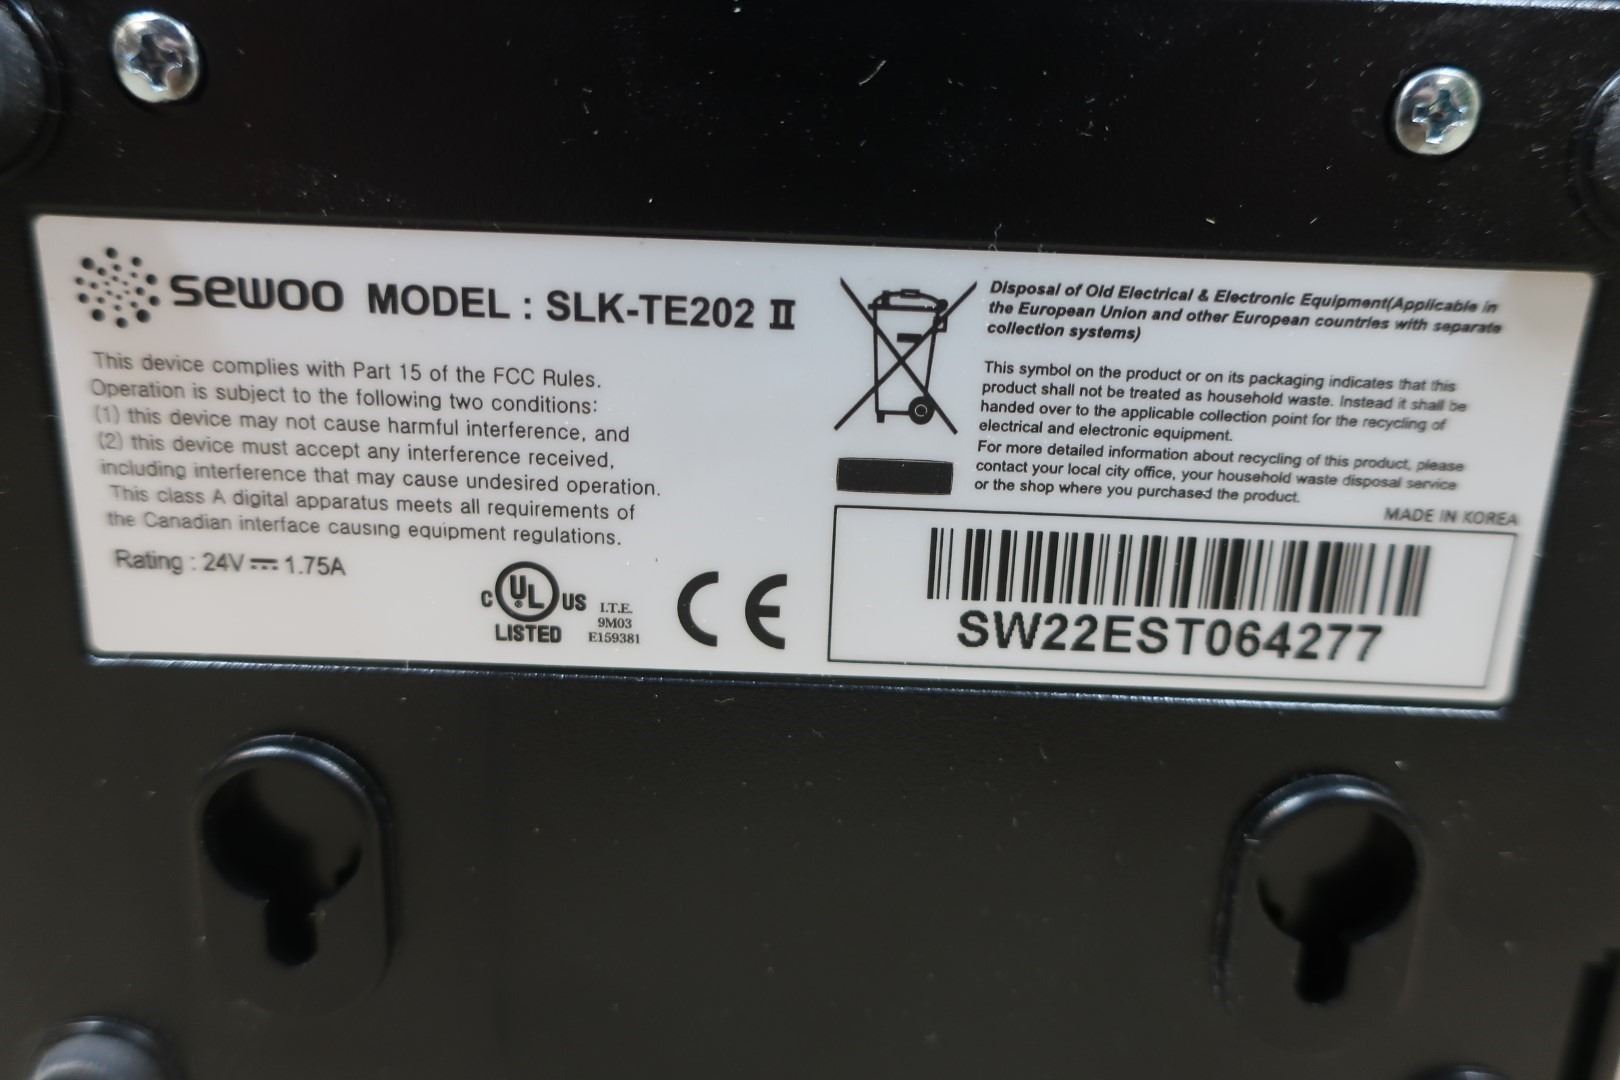 sewoo MODEL : SLK-TE202 II
This device complies with Part 15 of the FCC Rules.
Operation is subject to the following two conditions:
(1) this device may not cause harmful interference, and
(2) this device must accept any interference received,
including interference that may cause undesired operation.
This class A digital apparatus meets all requirements of
the Canadian interface causing equipment regulations.
Rating : 24V ⎓ 1.75A
C UL US
LISTED
I.T.E.
9M03
E159381
CE
Disposal of Old Electrical & Electronic Equipment(Applicable in
the European Union and other European countries with separate
collection systems)
This symbol on the product or on its packaging indicates that this
product shall not be treated as household waste. Instead it shall be
handed over to the applicable collection point for the recycling of
electrical and electronic equipment.
For more detailed information about recycling of this product, please
contact your local city office, your household waste disposal service
or the shop where you purchased the product.
MADE IN KOREA
SW22EST064277